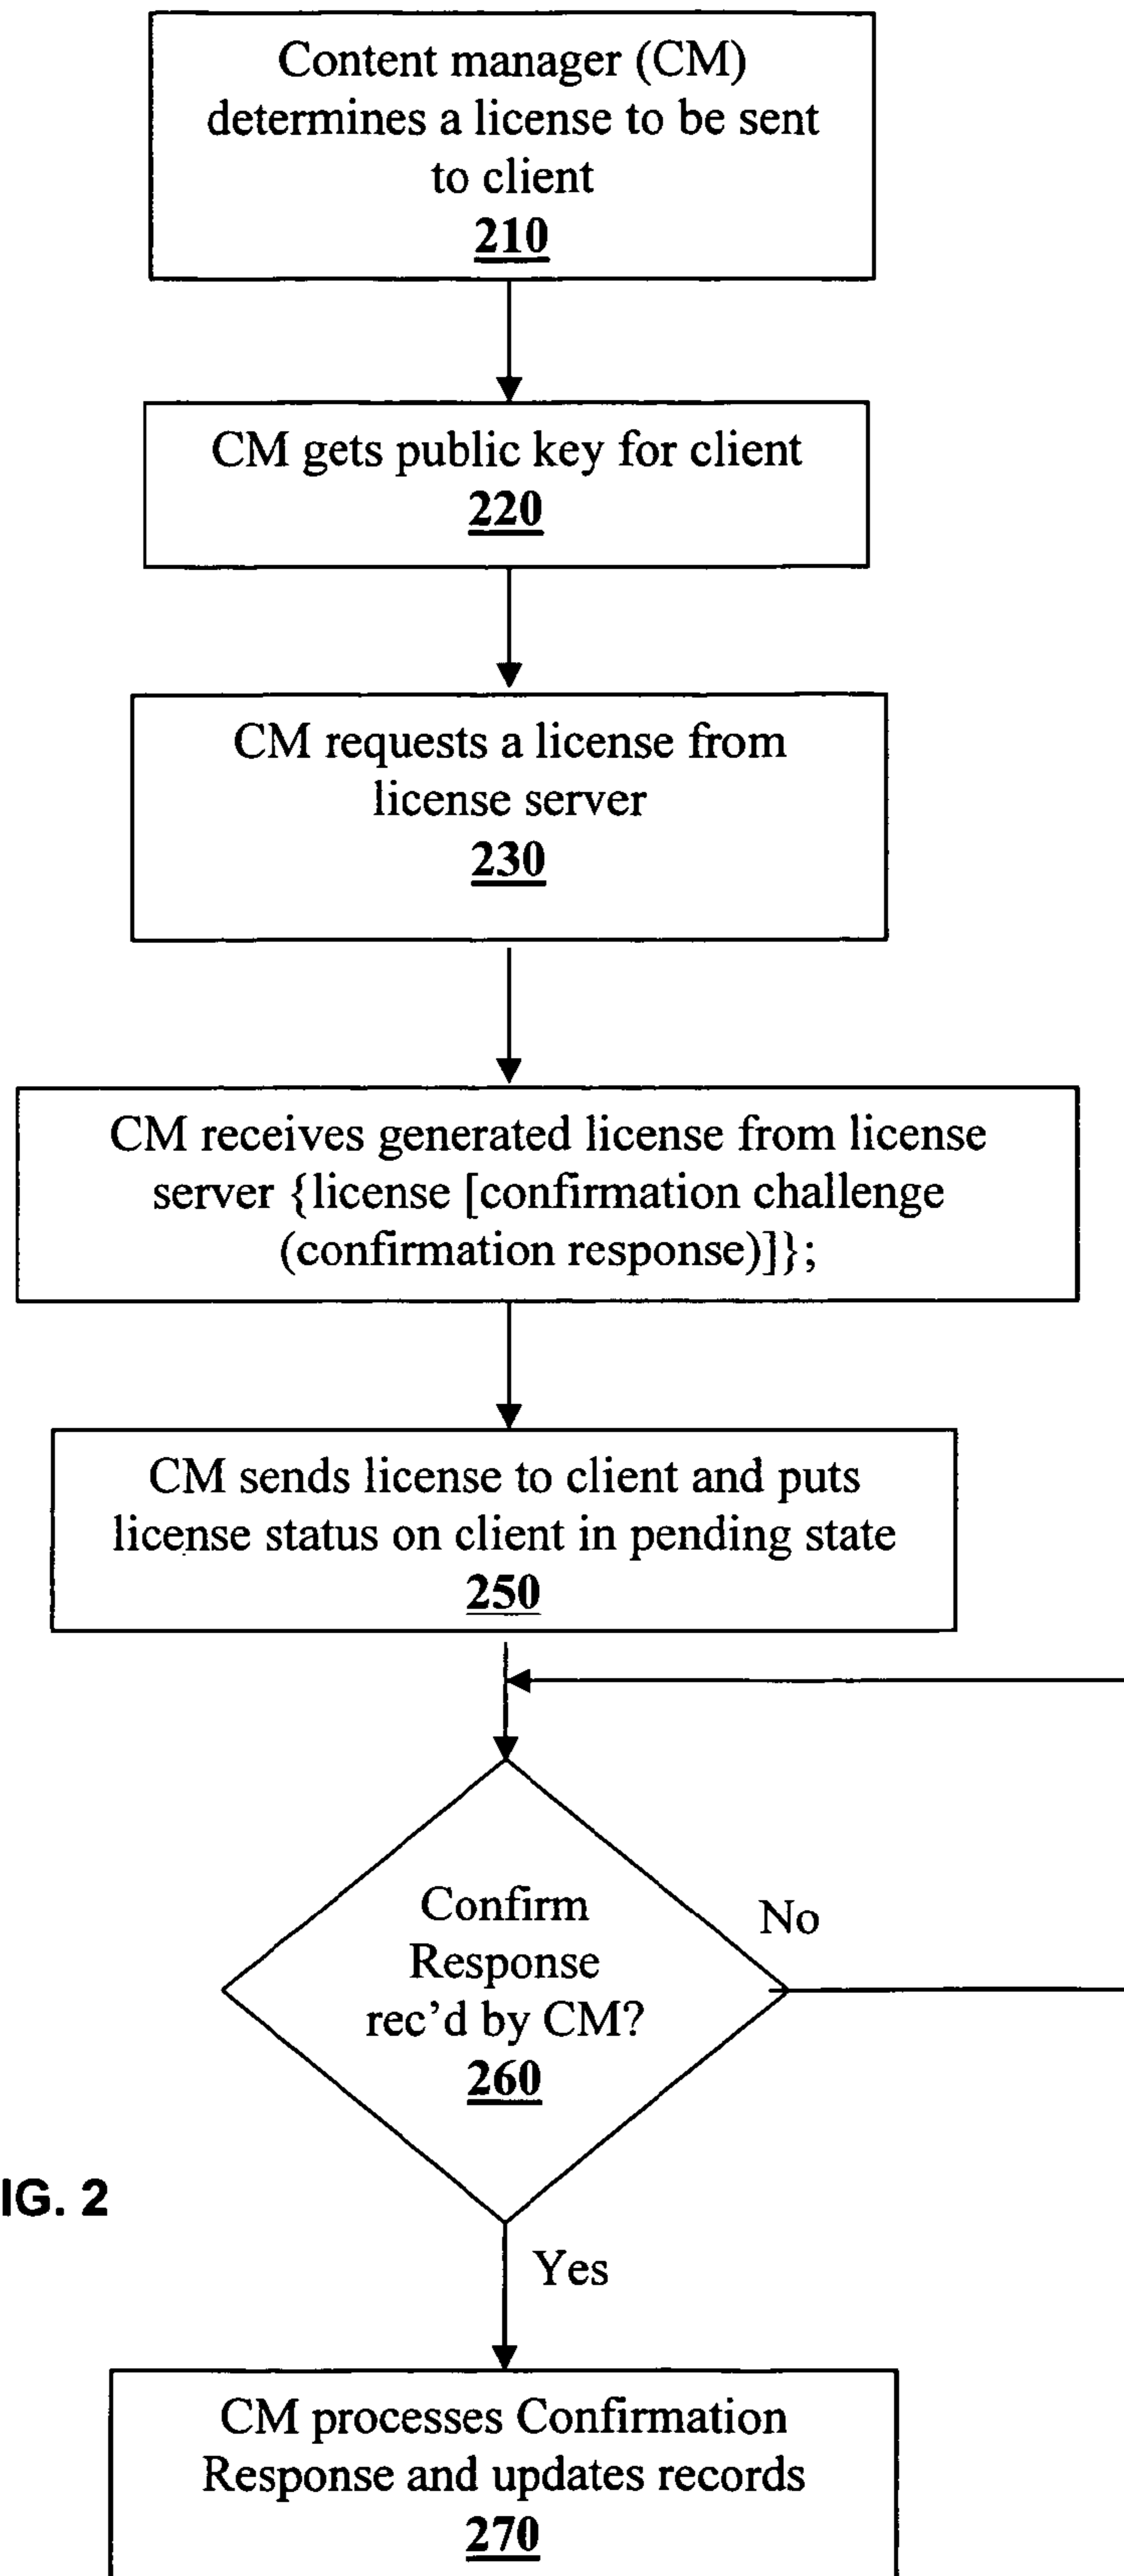 Content manager (CM)
determines a license to be sent
to client
210
CM gets public key for client
220
CM requests a license from
license server
230
CM receives generated license from license
server {license [confirmation challenge
(confirmation response)]};
CM sends license to client and puts
license status on client in pending state
250
Confirm
Response
rec’d by CM?
260
No
IG. 2
Yes
CM processes Confirmation
Response and updates records
270